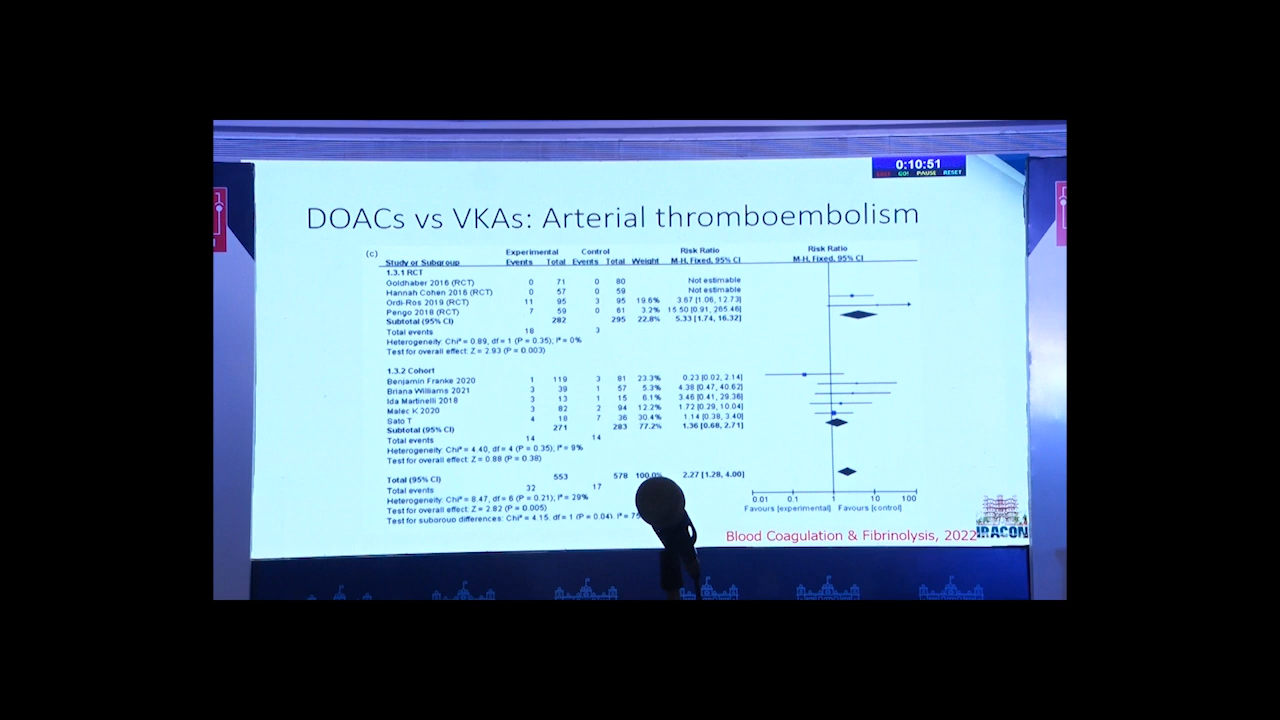 0:10:51
GO! PAUSE RESET
DOACs vs VKAs: Arterial thromboembolism
(c) Experimental Control Risk Ratio Risk Ratio
Study or Subgroup Events Total Events Total Weight M-H, Fixed, 95% CI M-H, Fixed, 95% CI
1.3.1 RCT
Goldhaber 2016 (RCT) 0 71 0 80 Not estimable
Hannah Cohen 2016 (RCT) 0 57 0 59 Not estimable
Ordi-Ros 2019 (RCT) 11 95 3 95 19.6% 3.67 [1.06, 12.73]
Pengo 2018 (RCT) 7 59 0 61 3.2% 15.50 [0.91, 265.46]
Subtotal (95% CI) 282 295 22.8% 5.33 [1.74, 16.32]
Total events 18 3
Heterogeneity: Chi² = 0.89, df = 1 (P = 0.35); I² = 0%
Test for overall effect: Z = 2.93 (P = 0.003)
1.3.2 Cohort
Benjamin Franke 2020 1 119 3 81 23.3% 0.23 [0.02, 2.14]
Briana Williams 2021 3 39 1 57 5.3% 4.38 [0.47, 40.62]
Ida Martinelli 2018 3 13 1 15 6.1% 3.46 [0.41, 29.36]
Malec K 2020 3 82 2 94 12.2% 1.72 [0.29, 10.04]
Sato T 4 18 7 36 30.4% 1.14 [0.38, 3.40]
Subtotal (95% CI) 271 283 77.2% 1.36 [0.68, 2.71]
Total events 14 14
Heterogeneity: Chi² = 4.40, df = 4 (P = 0.35); I² = 9%
Test for overall effect: Z = 0.88 (P = 0.38)
Total (95% CI) 553 578 100.0% 2.27 [1.28, 4.00]
Total events 32 17
Heterogeneity: Chi² = 8.47, df = 6 (P = 0.21); I² = 29%
Test for overall effect: Z = 2.82 (P = 0.005)
Test for subgroup differences: Chi² = 4.15, df = 1 (P = 0.04), I² =
0.01 0.1 1 10 100
Favours [experimental] Favours [control]
Blood Coagulation & Fibrinolysis, 2022
IRACON